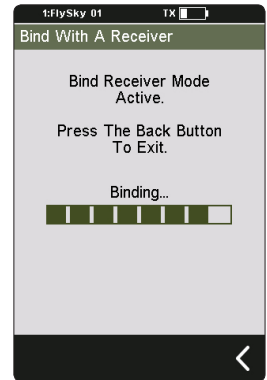 1:FlySky 01 TX
Bind With A Receiver
Bind Receiver Mode
Active.
Press The Back Button
To Exit.
Binding...